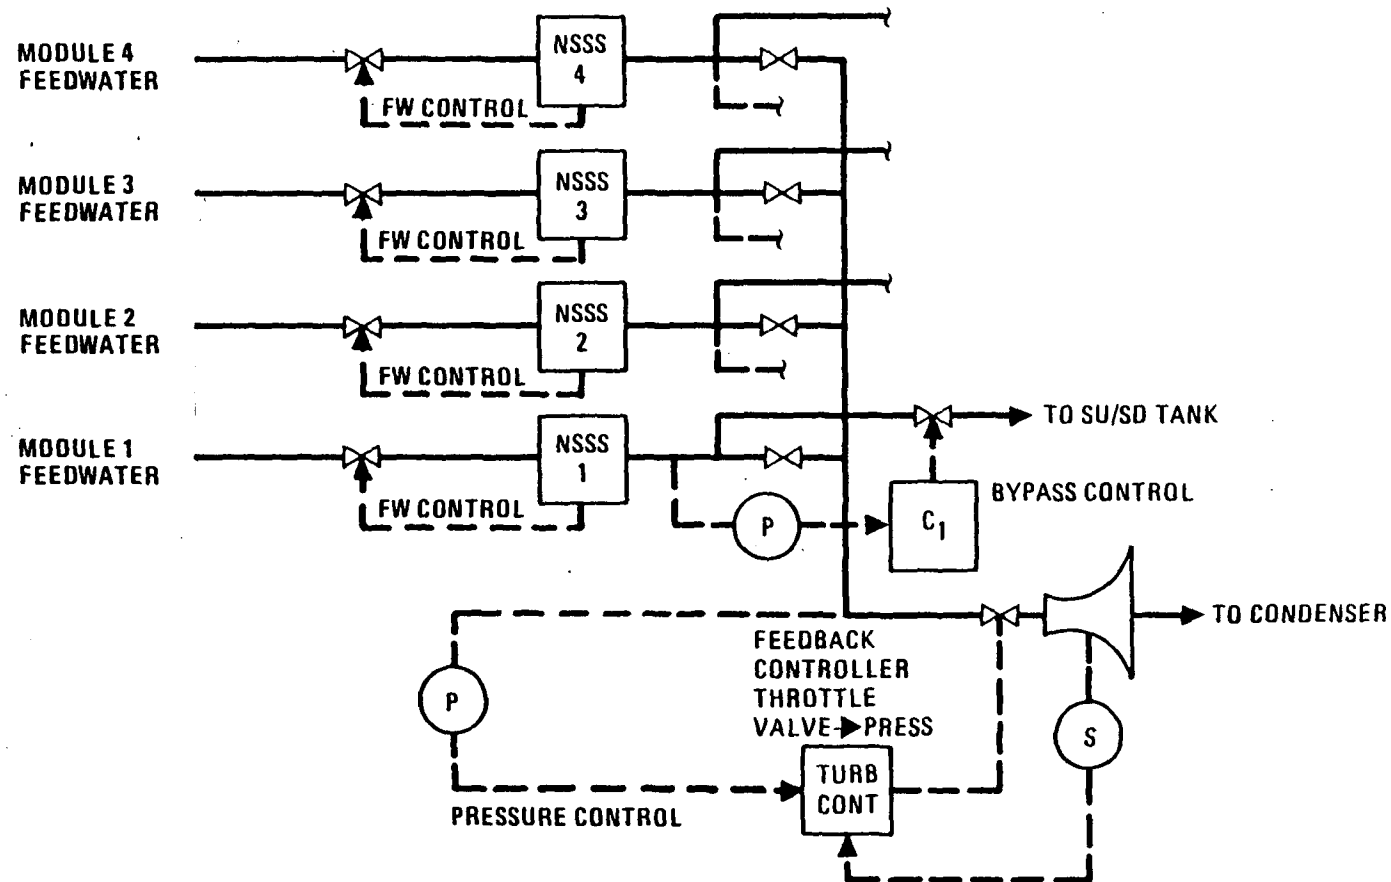 MODULE 4
FEEDWATER
NSSS
4
FW CONTROL
MODULE 3
FEEDWATER
NSSS
3
FW CONTROL
MODULE 2
FEEDWATER
NSSS
2
FW CONTROL
MODULE 1
FEEDWATER
NSSS
1
FW CONTROL
TO SU/SD TANK
BYPASS CONTROL
P
C1
TO CONDENSER
FEEDBACK
CONTROLLER
THROTTLE
VALVE→PRESS
P
S
TURB
CONT
PRESSURE CONTROL